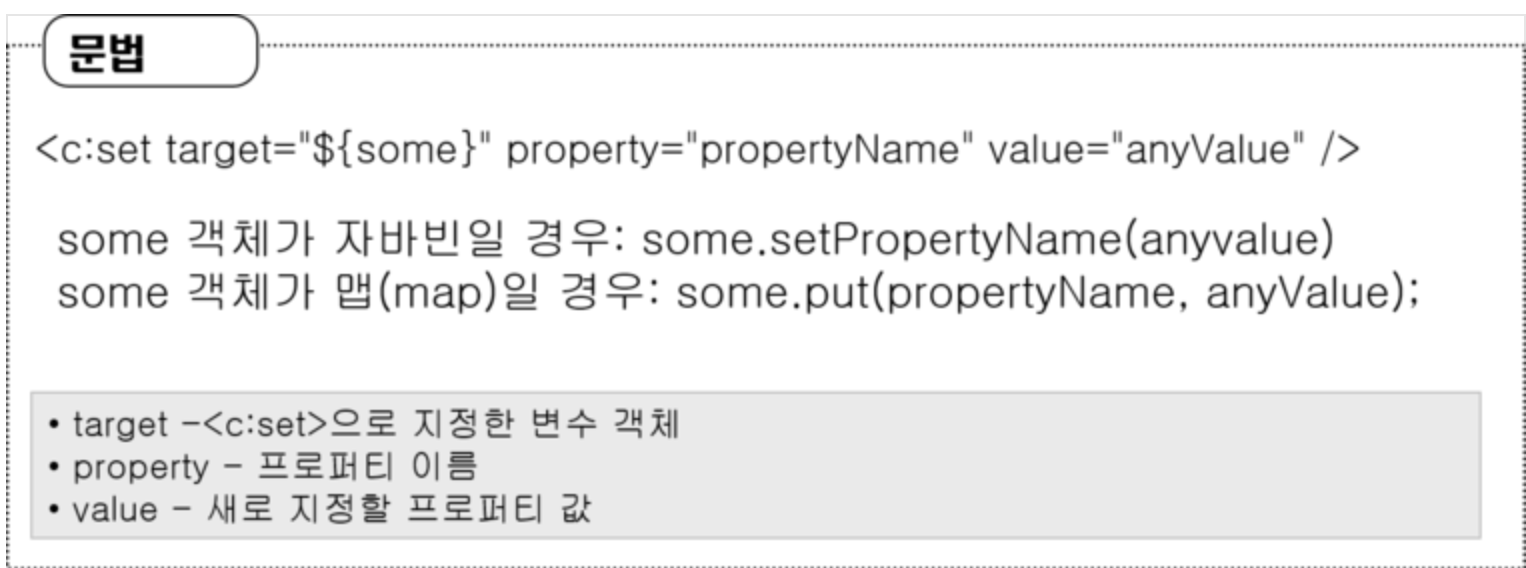 문법
<c:set target="${some}" property="propertyName" value="anyValue" />
some 객체가 자바빈일 경우: some.setPropertyName(anyvalue)
some 객체가 맵(map)일 경우: some.put(propertyName, anyValue);
• target -<c:set>으로 지정한 변수 객체
• property - 프로퍼티 이름
• value - 새로 지정할 프로퍼티 값